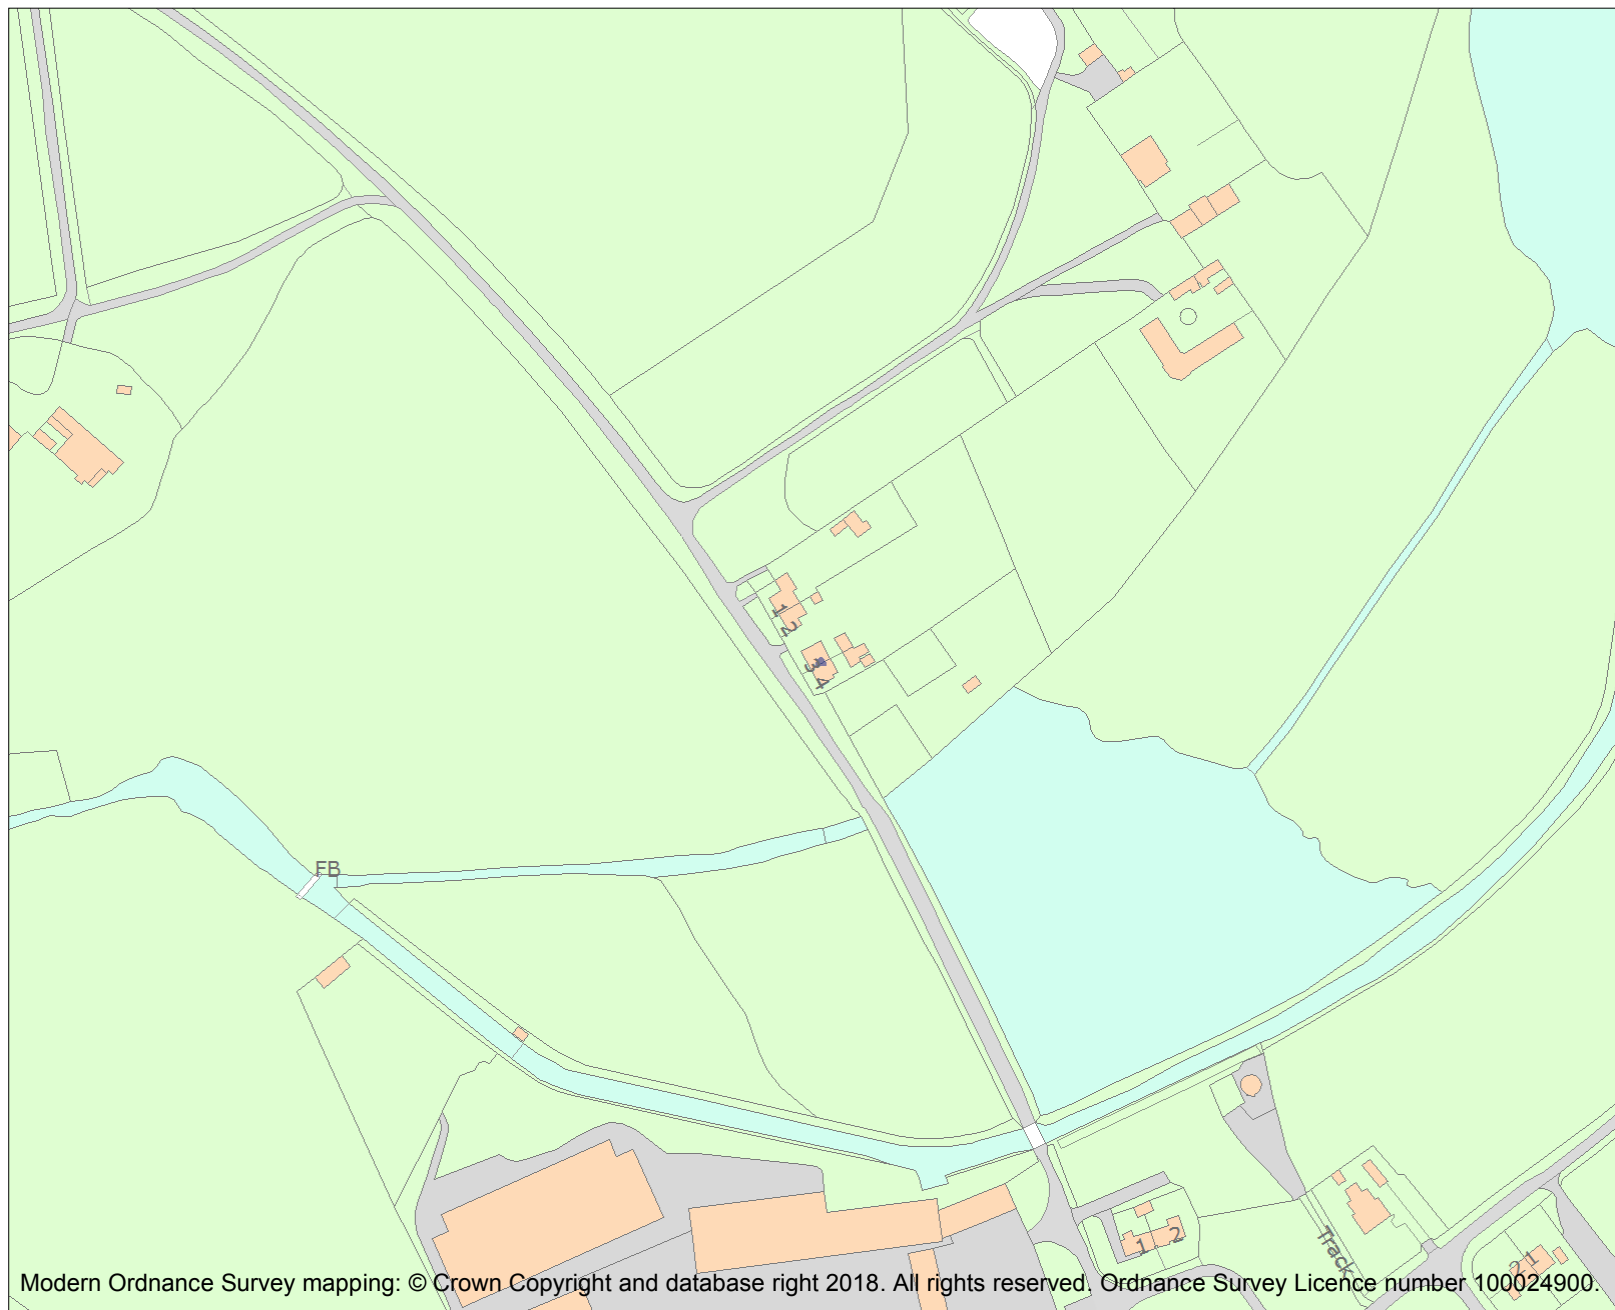 1
2
3
4
FB
1 2
Track
2 1
Modern Ordnance Survey mapping: © Crown Copyright and database right 2018. All rights reserved. Ordnance Survey Licence number 100024900.